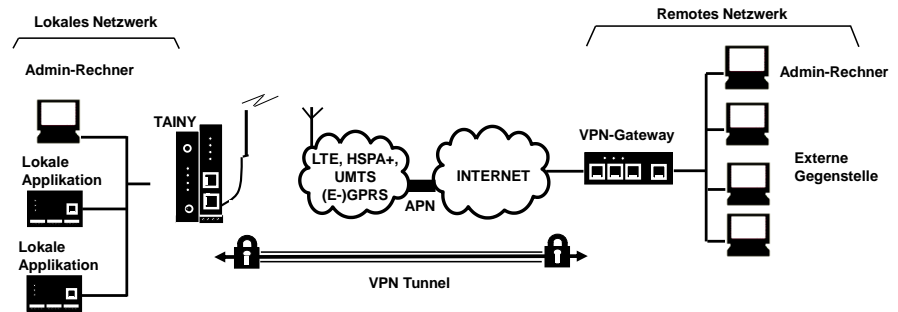 Lokales Netzwerk
Remotes Netzwerk
Admin-Rechner
Admin-Rechner
TAINY
VPN-Gateway
Lokale
Applikation
LTE, HSPA+,
UMTS
(E-)GPRS
INTERNET
APN
Externe
Gegenstelle
Lokale
Applikation
VPN Tunnel